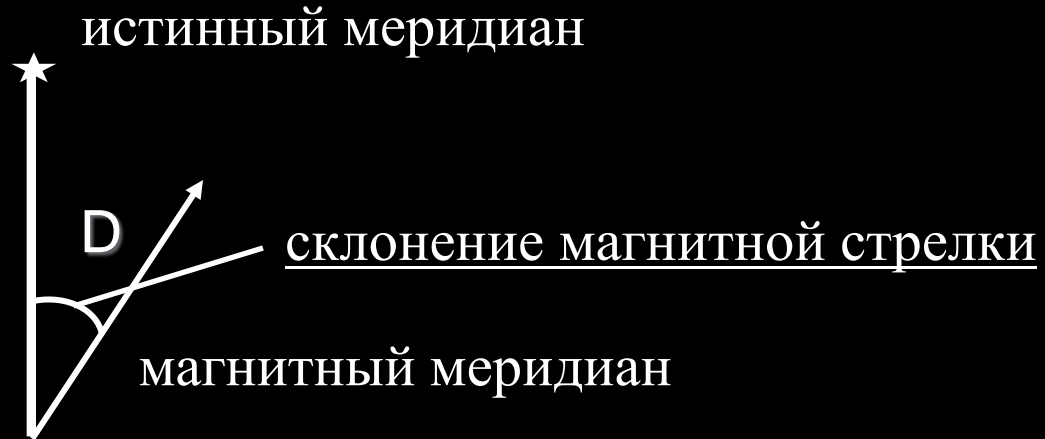 истинный меридиан
D
склонение магнитной стрелки
магнитный меридиан